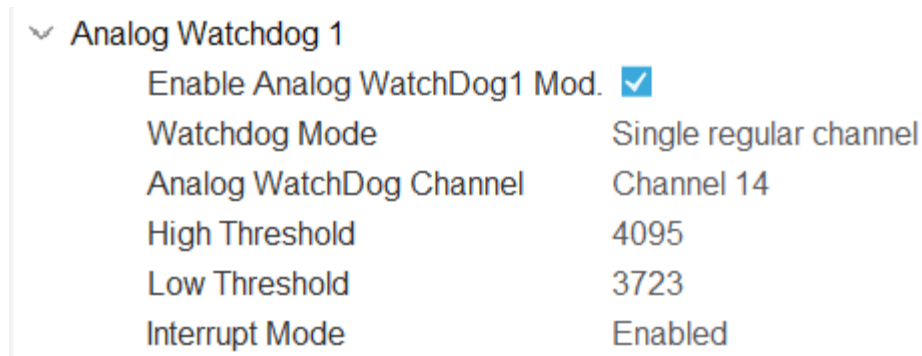 Analog Watchdog 1
Enable Analog WatchDog1 Mod.
Watchdog Mode Single regular channel
Analog WatchDog Channel Channel 14
High Threshold 4095
Low Threshold 3723
Interrupt Mode Enabled